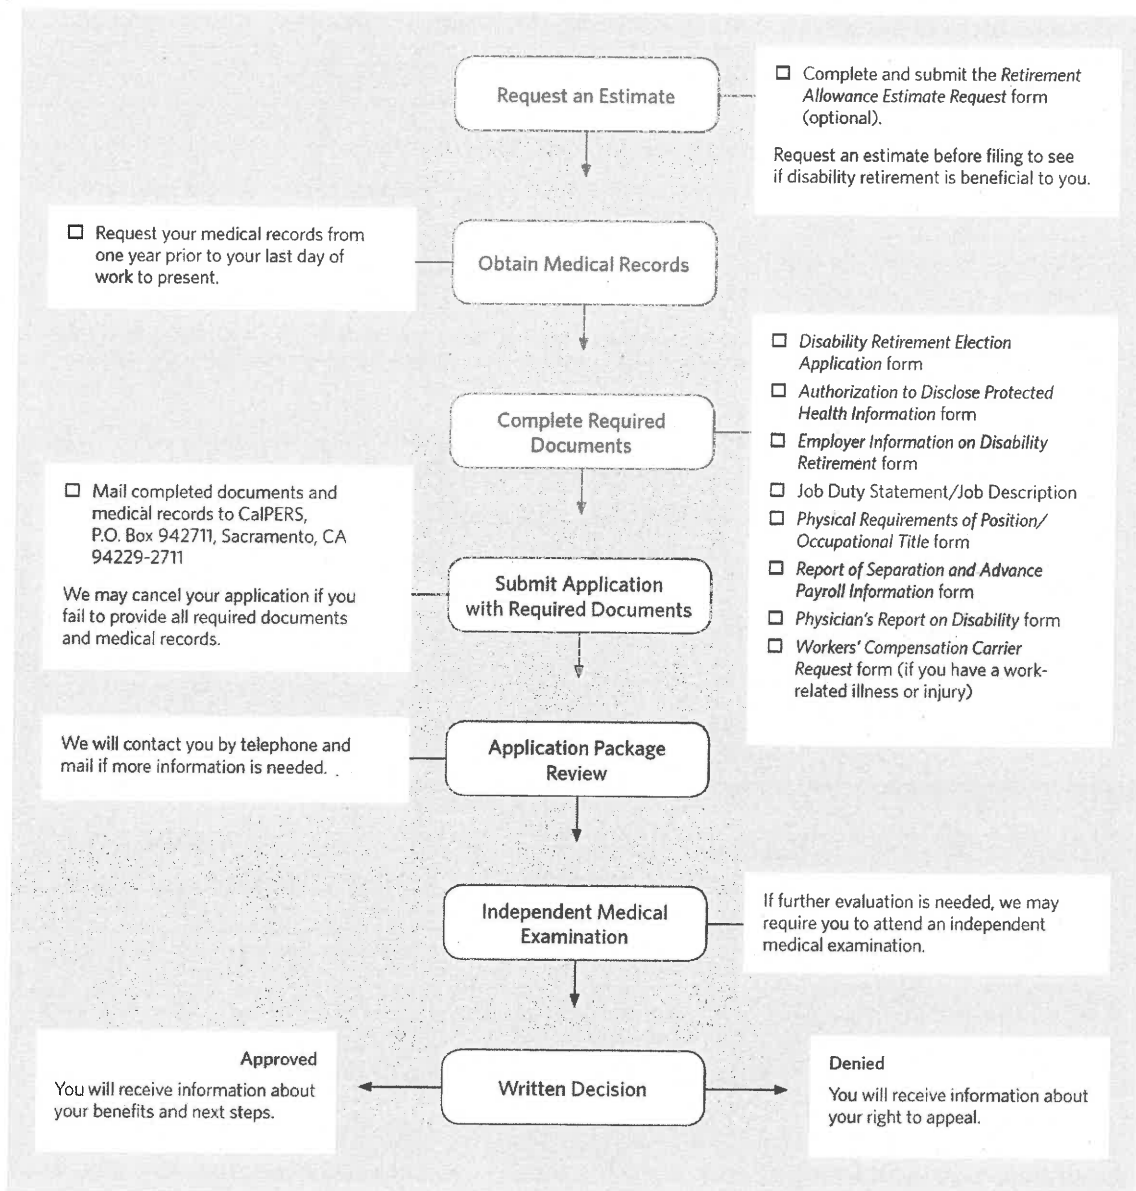 Request an Estimate
☐ Complete and submit the Retirement
Allowance Estimate Request form
(optional).
Request an estimate before filing to see
if disability retirement is beneficial to you.
☐ Request your medical records from
one year prior to your last day of
work to present.
Obtain Medical Records
Complete Required
Documents
☐ Disability Retirement Election
Application form
☐ Authorization to Disclose Protected
Health Information form
☐ Employer Information on Disability
Retirement form
☐ Job Duty Statement/Job Description
☐ Physical Requirements of Position/
Occupational Title form
☐ Report of Separation and Advance
Payroll Information form
☐ Physician's Report on Disability form
☐ Workers' Compensation Carrier
Request form (if you have a work-
related illness or injury)
☐ Mail completed documents and
medical records to CalPERS,
P.O. Box 942711, Sacramento, CA
94229-2711
We may cancel your application if you
fail to provide all required documents
and medical records.
Submit Application
with Required Documents
We will contact you by telephone and
mail if more information is needed.
Application Package
Review
Independent Medical
Examination
If further evaluation is needed, we may
require you to attend an independent
medical examination.
Approved
You will receive information about
your benefits and next steps.
Written Decision
Denied
You will receive information about
your right to appeal.